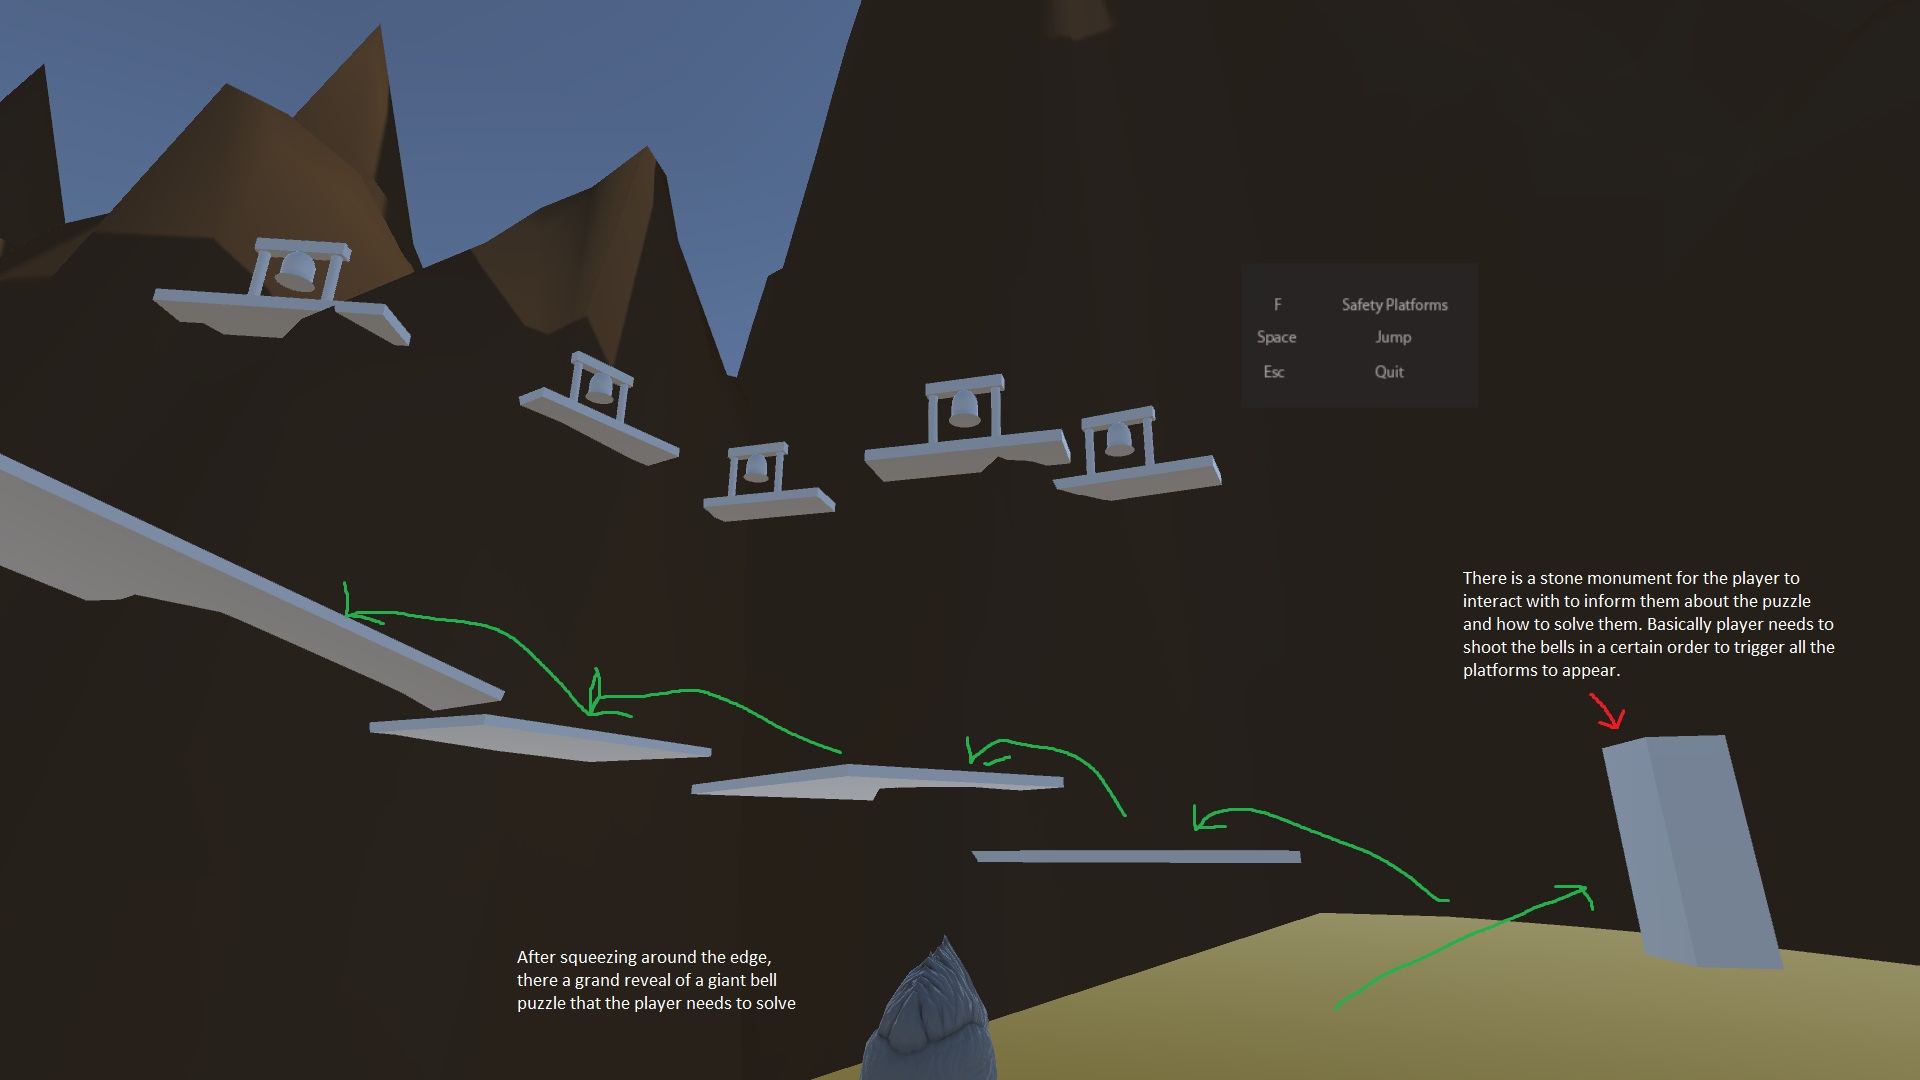 F Safety Platforms
Space Jump
Esc Quit
There is a stone monument for the player to
interact with to inform them about the puzzle
and how to solve them. Basically player needs to
shoot the bells in a certain order to trigger all the
platforms to appear.
After squeezing around the edge,
there a grand reveal of a giant bell
puzzle that the player needs to solve